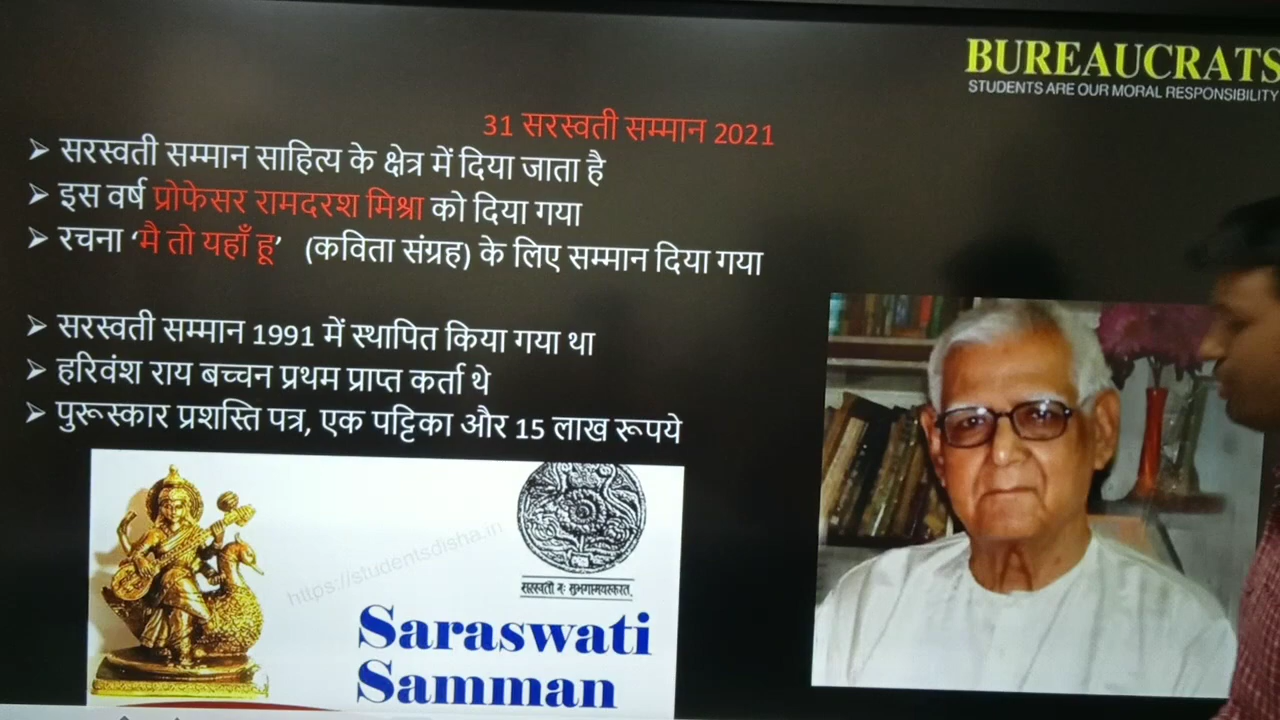 BUREAUCRATS
STUDENTS ARE OUR MORAL RESPONSIBILITY
31 सरस्वती सम्मान 2021
➤ सरस्वती सम्मान साहित्य के क्षेत्र में दिया जाता है
➤ इस वर्ष प्रोफेसर रामदरश मिश्रा को दिया गया
➤ रचना ‘मै तो यहाँ हू’ (कविता संग्रह) के लिए सम्मान दिया गया
➤ सरस्वती सम्मान 1991 में स्थापित किया गया था
➤ हरिवंश राय बच्चन प्रथम प्राप्त कर्ता थे
➤ पुरूस्कार प्रशस्ति पत्र, एक पट्टिका और 15 लाख रूपये
https://studentsdisha.in
Saraswati
Samman